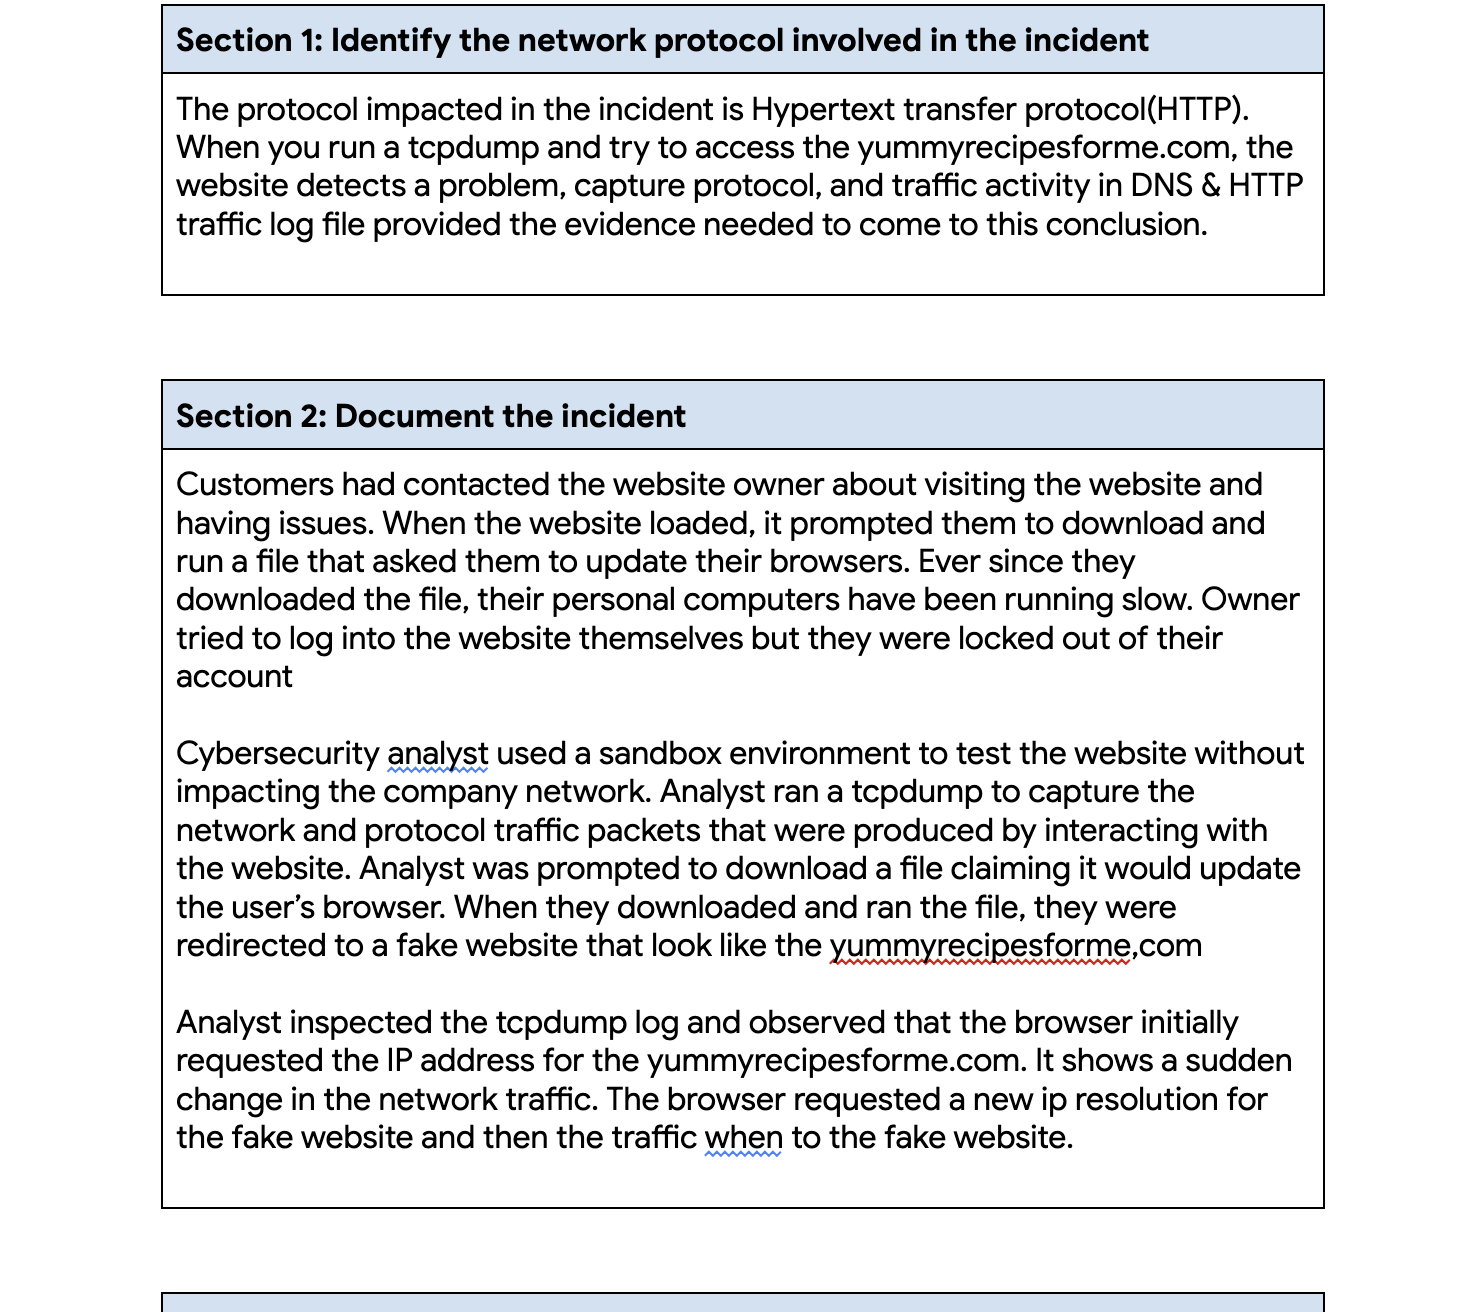 Section 1: Identify the network protocol involved in the incident
The protocol impacted in the incident is Hypertext transfer protocol(HTTP).
When you run a tcpdump and try to access the yummyrecipesforme.com, the
website detects a problem, capture protocol, and traffic activity in DNS & HTTP
traffic log file provided the evidence needed to come to this conclusion.
Section 2: Document the incident
Customers had contacted the website owner about visiting the website and
having issues. When the website loaded, it prompted them to download and
run a file that asked them to update their browsers. Ever since they
downloaded the file, their personal computers have been running slow. Owner
tried to log into the website themselves but they were locked out of their
account
Cybersecurity analyst used a sandbox environment to test the website without
impacting the company network. Analyst ran a tcpdump to capture the
network and protocol traffic packets that were produced by interacting with
the website. Analyst was prompted to download a file claiming it would update
the user’s browser. When they downloaded and ran the file, they were
redirected to a fake website that look like the yummyrecipesforme,com
Analyst inspected the tcpdump log and observed that the browser initially
requested the IP address for the yummyrecipesforme.com. It shows a sudden
change in the network traffic. The browser requested a new ip resolution for
the fake website and then the traffic when to the fake website.